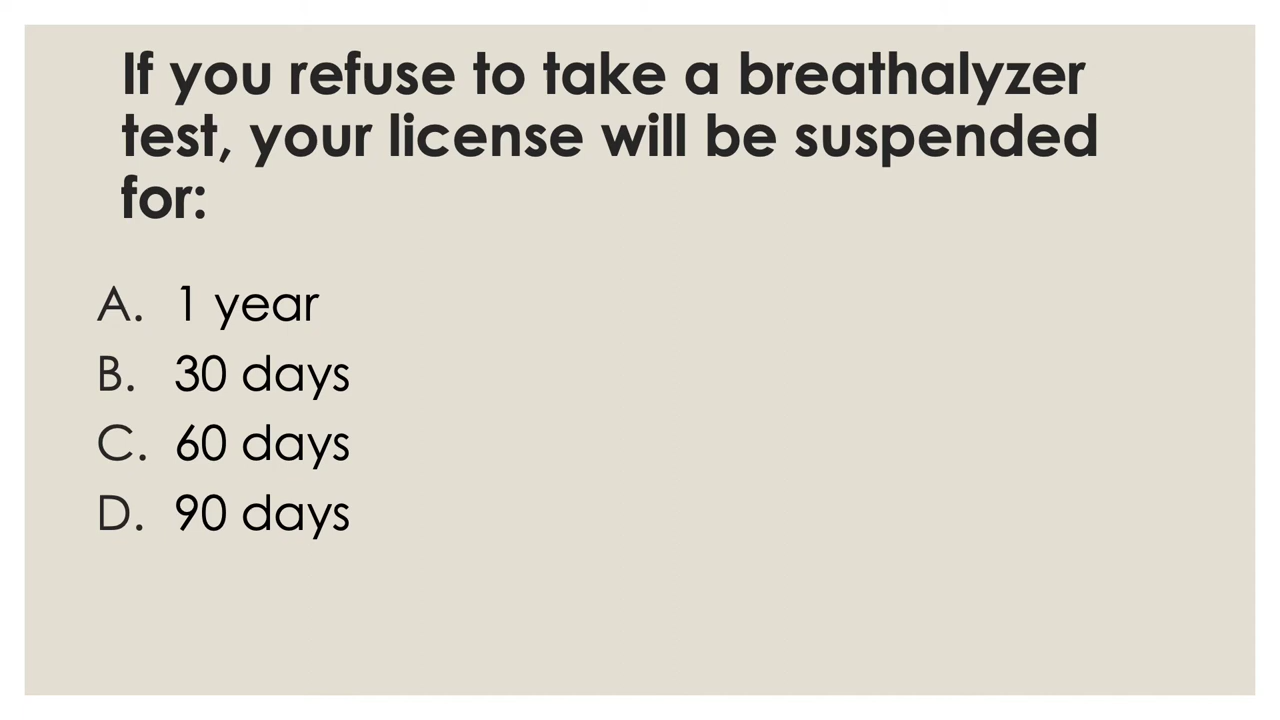 If you refuse to take a breathalyzer
test, your license will be suspended
for:
A. 1 year
B. 30 days
C. 60 days
D. 90 days